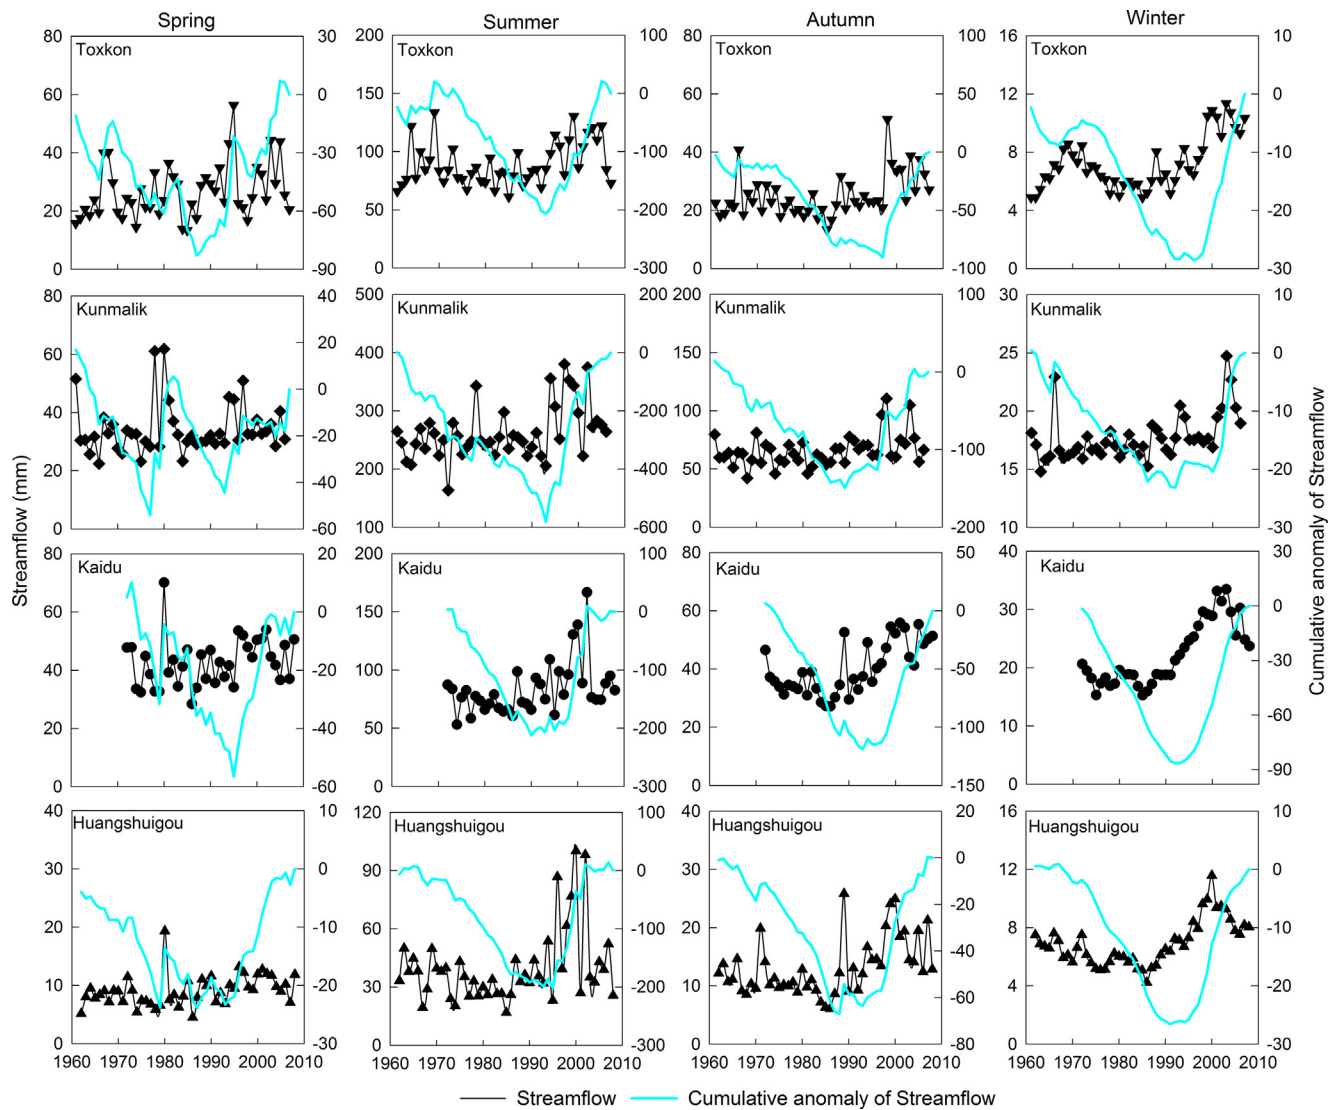 Spring Summer Autumn Winter
Streamflow (mm)
Cumulative anomaly of Streamflow
Toxkon Toxkon Toxkon Toxkon
80 30 200 100 80 100 16 10
60 0 150 0 60 50 12 0
40 -30 100 -100 40 0 8 -10
20 -60 50 -200 20 -50 4 -20
0 -90 0 -300 0 -100 0 -30
1960 1970 1980 1990 2000 2010
Kunmalik Kunmalik Kunmalik Kunmalik
80 40 500 200 200 100 30 10
60 20 400 0 150 0 25 0
40 0 300 -200 100 -100 20 -10
20 -20 200 -400 50 -200 15 -20
0 -40 100 -600 0 10 -30
-60
Kaidu Kaidu Kaidu Kaidu
80 20 200 100 80 50 40 30
60 0 150 0 60 0 30 0
40 -20 100 -100 40 -50 20 -30
20 -40 50 -200 20 -100 10 -60
0 -60 0 -300 0 -150 0 -90
Huangshuigou Huangshuigou Huangshuigou Huangshuigou
40 10 120 100 40 20 16 10
30 0 90 0 30 0 12 0
20 -10 60 -100 20 -20 8 -10
10 -20 30 -200 10 -40 4 -20
0 -30 0 -300 0 -60 0 -30
-80
1960 1970 1980 1990 2000 2010 1960 1970 1980 1990 2000 2010 1960 1970 1980 1990 2000 2010 1960 1970 1980 1990 2000 2010
Streamflow Cumulative anomaly of Streamflow